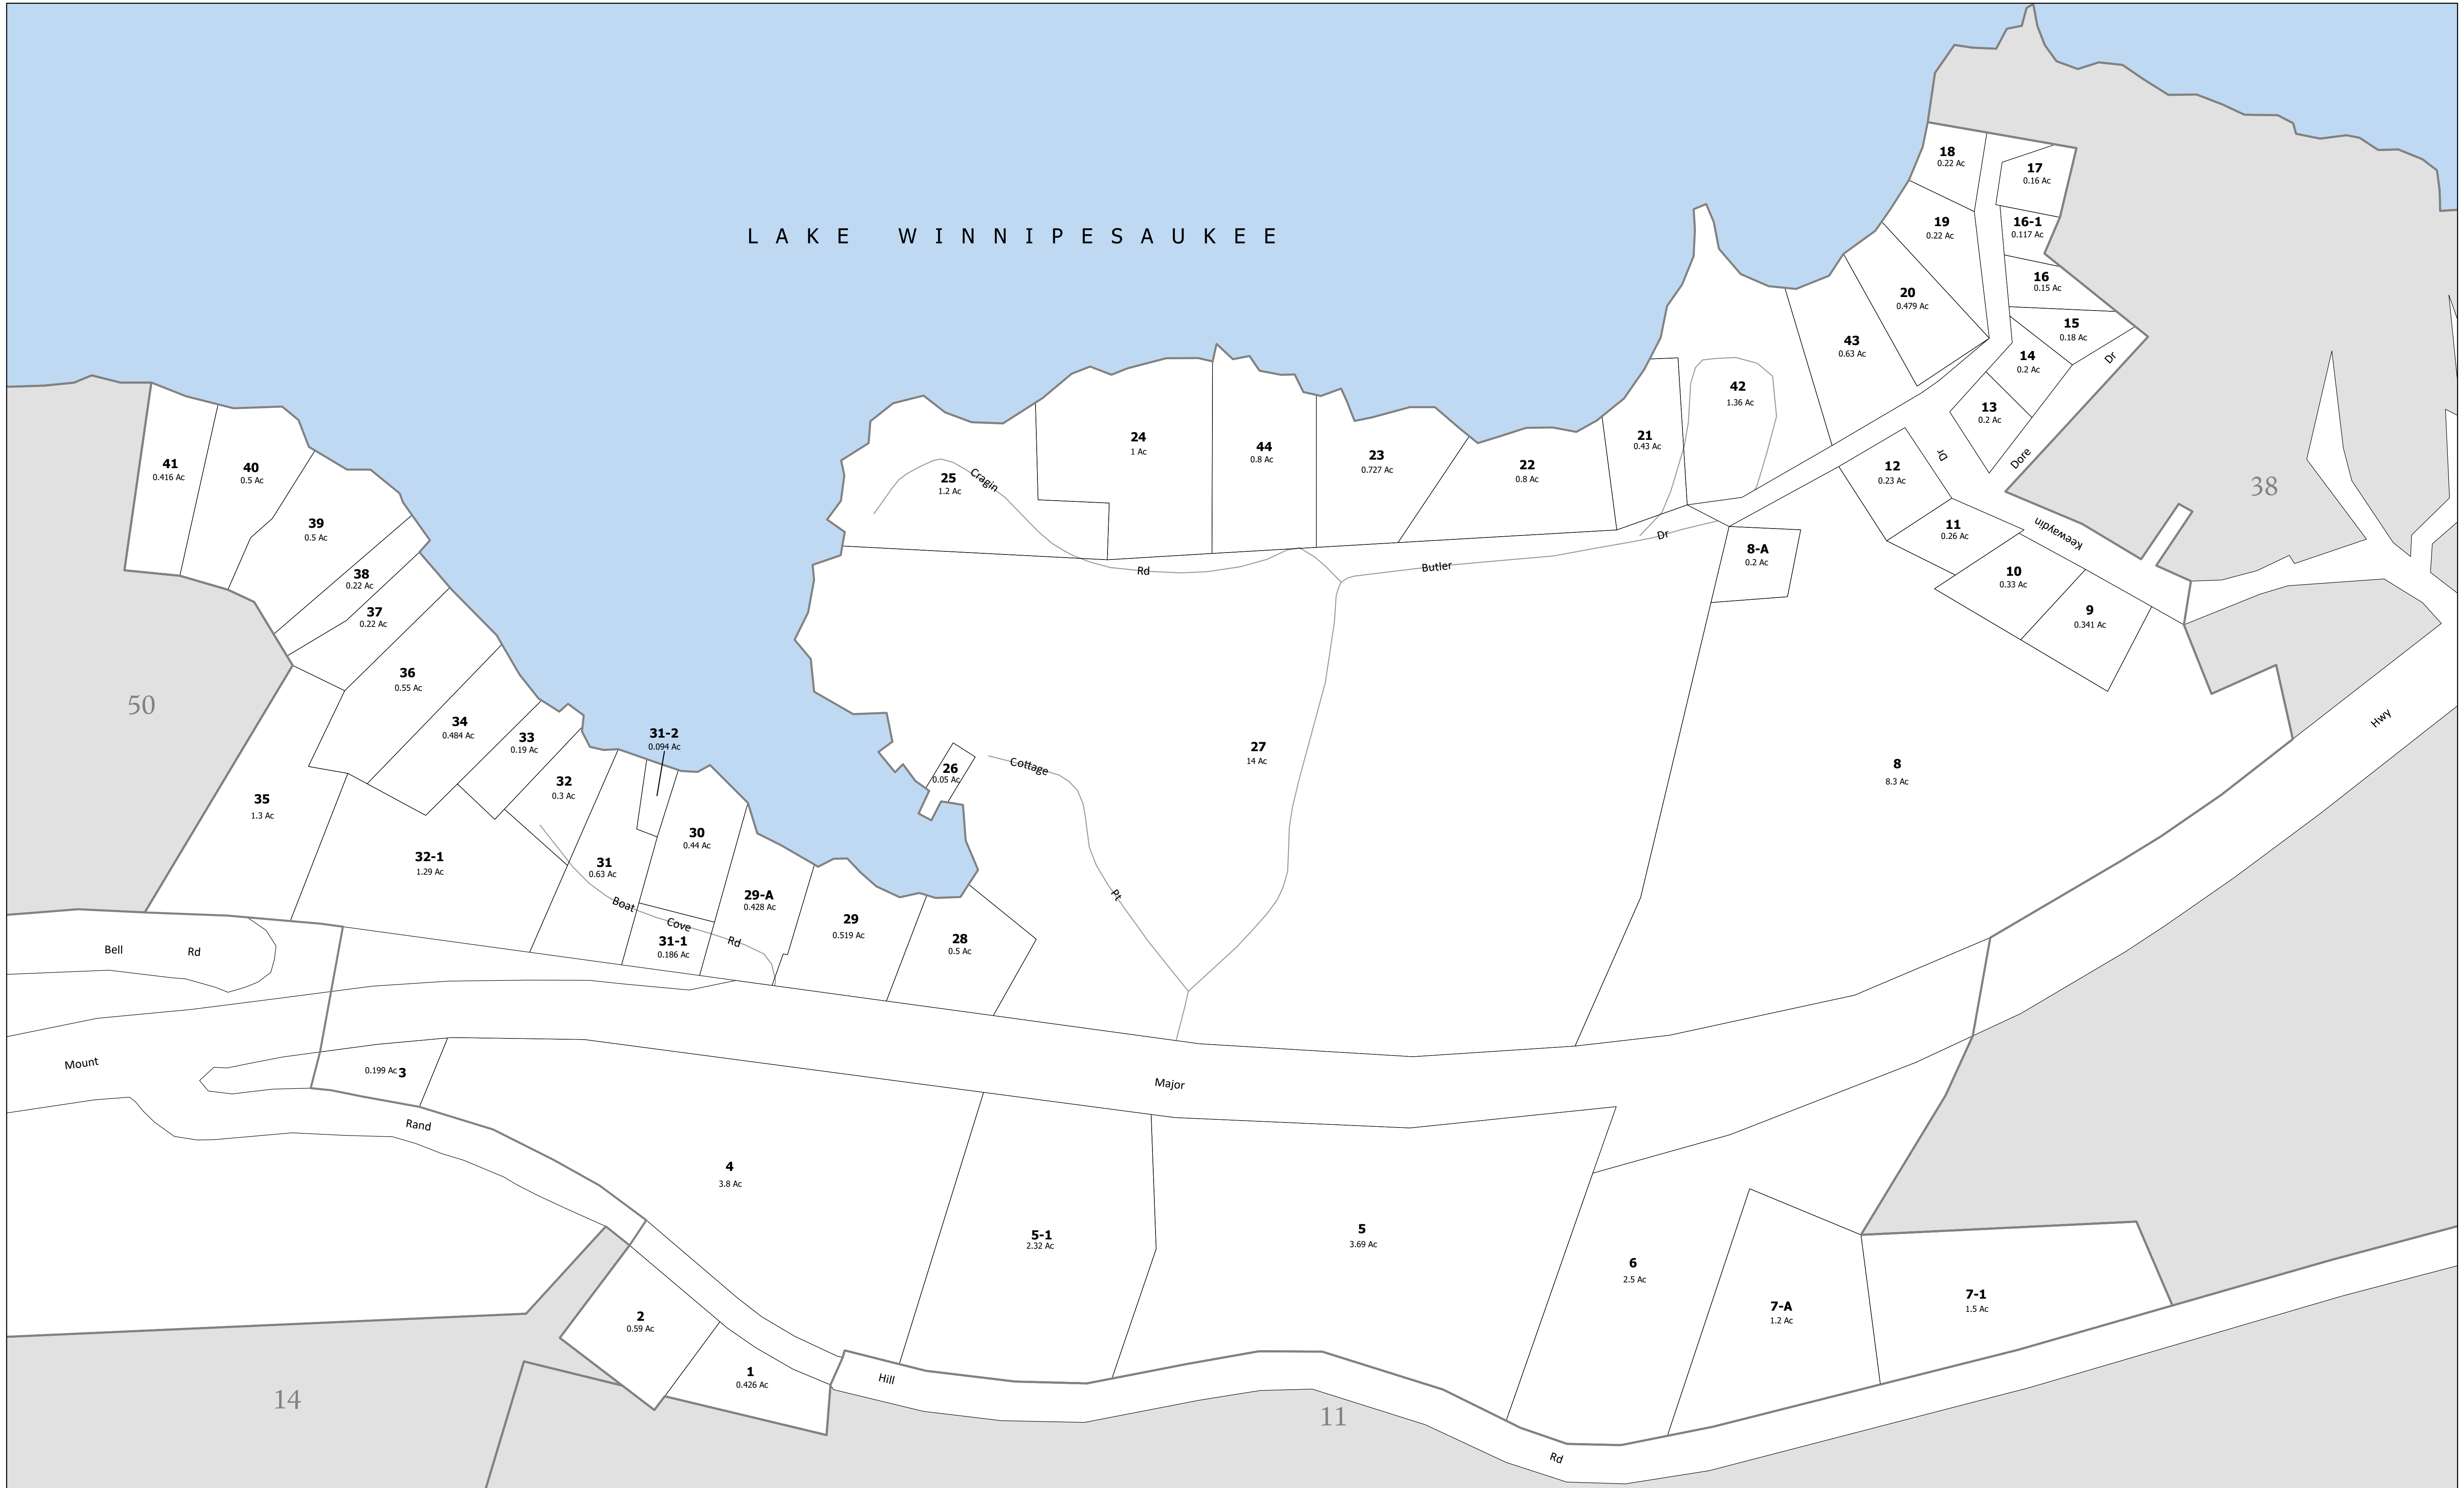 18
0.22 Ac
17
0.16 Ac
16-1
0.117 Ac
19
0.22 Ac
LAKE WINNIPESAUKEE
16
0.15 Ac
20
0.479 Ac
15
0.18 Ac
43
0.63 Ac
14
0.2 Ac
Dr
42
1.36 Ac
13
0.2 Ac
24
1 Ac
44
0.8 Ac
21
0.43 Ac
23
0.727 Ac
22
0.8 Ac
Dr
Dore
12
0.23 Ac
41
0.416 Ac
40
0.5 Ac
25
1.2 Ac
Cragin
38
39
0.5 Ac
11
0.26 Ac
Keewaydin
Dr
8-A
0.2 Ac
Rd
Butler
38
0.22 Ac
10
0.33 Ac
37
0.22 Ac
9
0.341 Ac
36
0.55 Ac
50
34
0.484 Ac
33
0.19 Ac
31-2
0.094 Ac
Hwy
27
14 Ac
26
0.05 Ac
Cottage
8
8.3 Ac
35
1.3 Ac
32
0.3 Ac
30
0.44 Ac
32-1
1.29 Ac
31
0.63 Ac
29-A
0.428 Ac
Pt
Boat
Cove
Rd
29
0.519 Ac
28
0.5 Ac
31-1
0.186 Ac
Bell Rd
Mount
0.199 Ac 3
Major
Rand
4
3.8 Ac
5-1
2.32 Ac
5
3.69 Ac
6
2.5 Ac
7-A
1.2 Ac
7-1
1.5 Ac
2
0.59 Ac
1
0.426 Ac
Hill
14
11
Rd